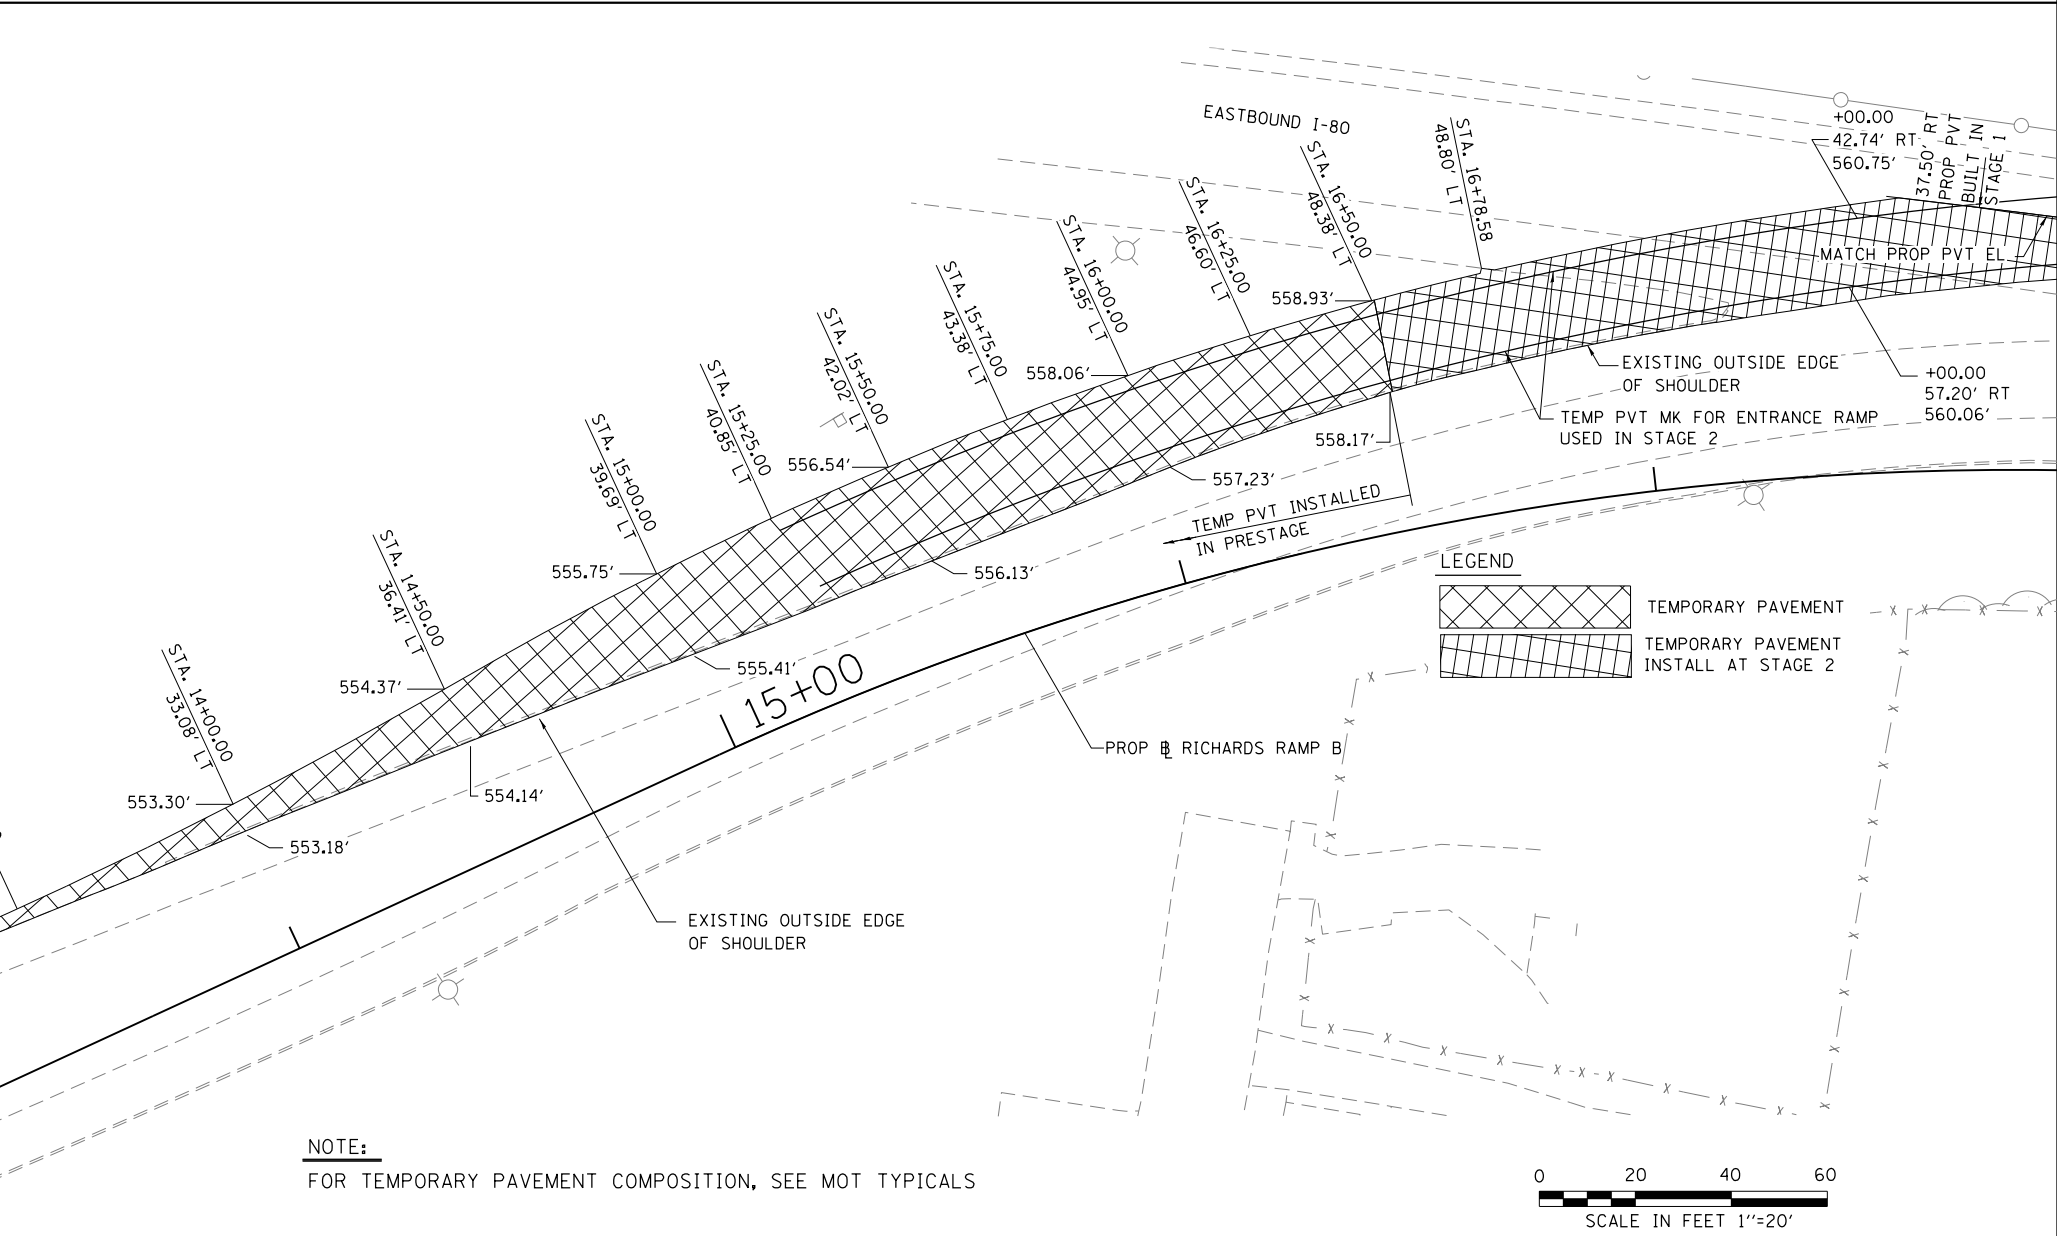 EASTBOUND I-80
+00.00
42.74' RT
560.75'
37.50' RT
PROP PVT
BUILT IN
STAGE 1
MATCH PROP PVT EL
STA. 16+78.58
48.80' LT
STA. 16+50.00
48.38' LT
STA. 16+25.00
46.60' LT
STA. 16+00.00
44.95' LT
STA. 15+75.00
43.38' LT
STA. 15+50.00
42.02' LT
STA. 15+25.00
40.85' LT
STA. 15+00.00
39.69' LT
STA. 14+50.00
36.41' LT
STA. 14+00.00
33.08' LT
558.93'
558.06'
556.54'
555.75'
554.37'
553.30'
558.17'
557.23'
556.13'
555.41'
554.14'
553.18'
EXISTING OUTSIDE EDGE
OF SHOULDER
+00.00
57.20' RT
560.06'
TEMP PVT MK FOR ENTRANCE RAMP
USED IN STAGE 2
TEMP PVT INSTALLED
IN PRESTAGE
15+00
PROP BL RICHARDS RAMP B
LEGEND
TEMPORARY PAVEMENT
TEMPORARY PAVEMENT
INSTALL AT STAGE 2
EXISTING OUTSIDE EDGE
OF SHOULDER
NOTE:
FOR TEMPORARY PAVEMENT COMPOSITION, SEE MOT TYPICALS
0 20 40 60
SCALE IN FEET 1''=20'